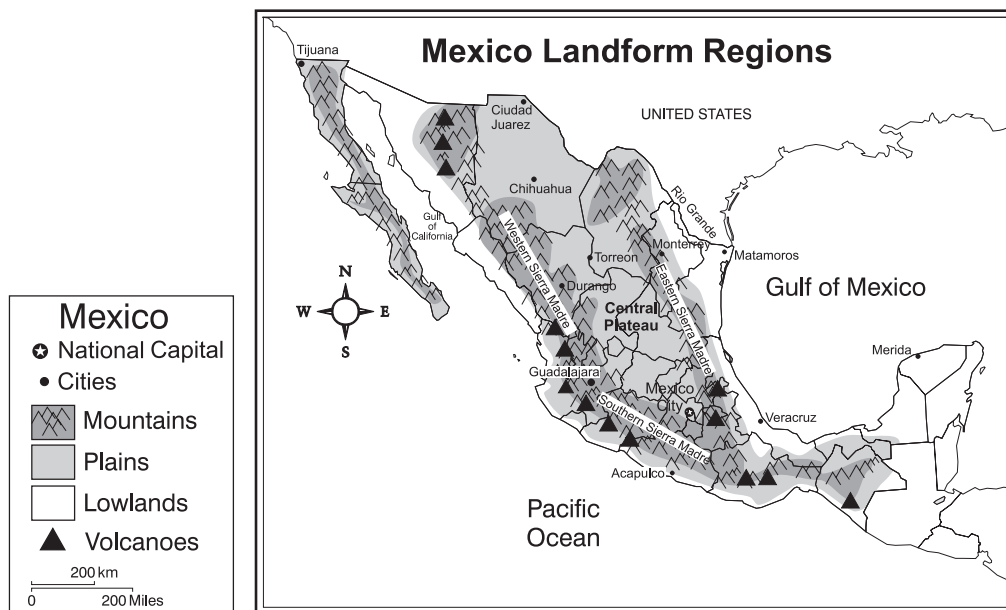 Mexico Landform Regions
Tijuana
Ciudad
Juarez
UNITED STATES
Chihuahua
Rio Grande
Gulf
of
California
Western Sierra Madre
Monterrey
Torreon
Matamoros
Durango
Eastern Sierra Madre
Gulf of Mexico
Central
Plateau
N
W
E
S
Merida
Guadalajara
Mexico
City
Southern Sierra Madre
Veracruz
Acapulco
Pacific
Ocean
Mexico
National Capital
Cities
Mountains
Plains
Lowlands
Volcanoes
200 km
0
200 Miles